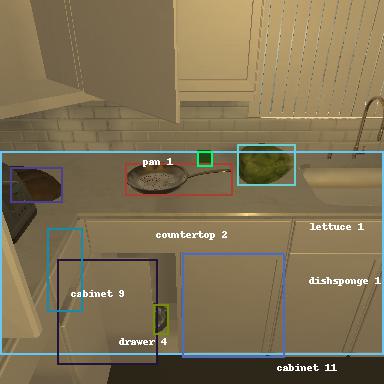 pan 1
lettuce 1
countertop 2
dishsponge 1
cabinet 9
drawer 4
cabinet 11